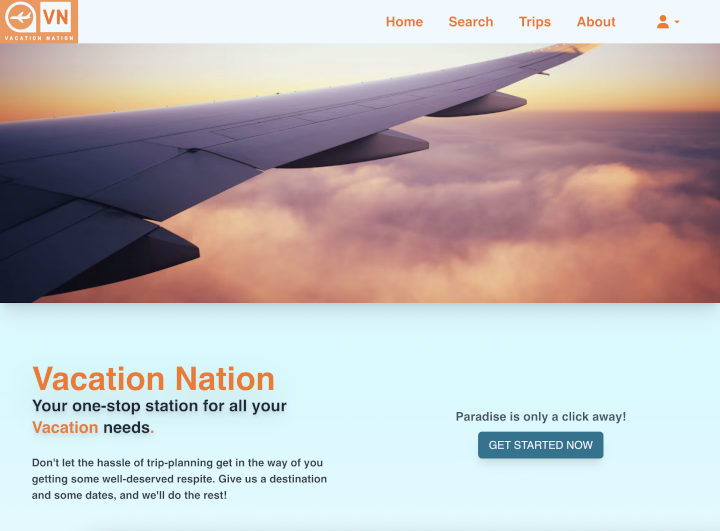 VN
VACATION NATION
Home Search Trips About
Vacation Nation
Your one-stop station for all your
Vacation needs.
Don't let the hassle of trip-planning get in the way of you
getting some well-deserved respite. Give us a destination
and some dates, and we'll do the rest!
Paradise is only a click away!
GET STARTED NOW